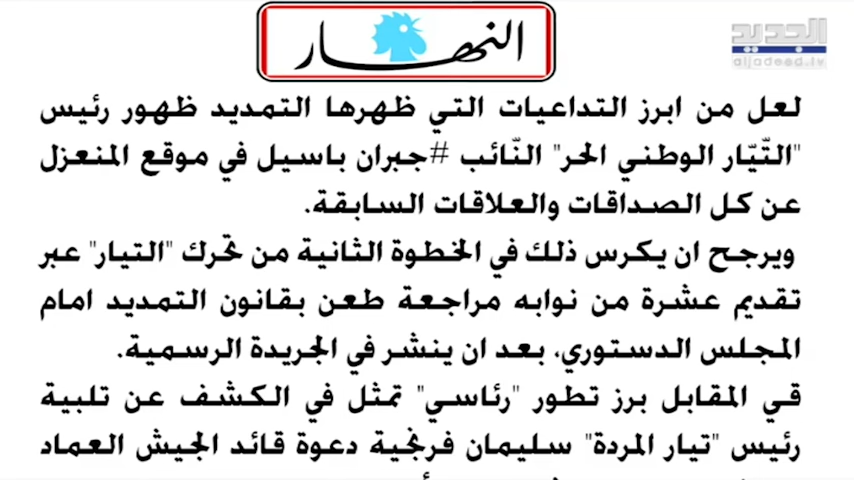 النهار
الجديد
aljadeed.tv
لعل من ابرز التداعيات التي ظهرها التمديد ظهور رئيس
"التّيّار الوطني الحر" النّائب #جبران باسيل في موقع المنعزل
عن كل الصداقات والعلاقات السابقة.
ويرجح ان يكرس ذلك في الخطوة الثانية من تحرك "التيار" عبر
تقديم عشرة من نوابه مراجعة طعن بقانون التمديد امام
المجلس الدستوري، بعد ان ينشر في الجريدة الرسمية.
في المقابل برز تطور "رئاسي" تمثل في الكشف عن تلبية
رئيس "تيار المردة" سليمان فرنجية دعوة قائد الجيش العماد